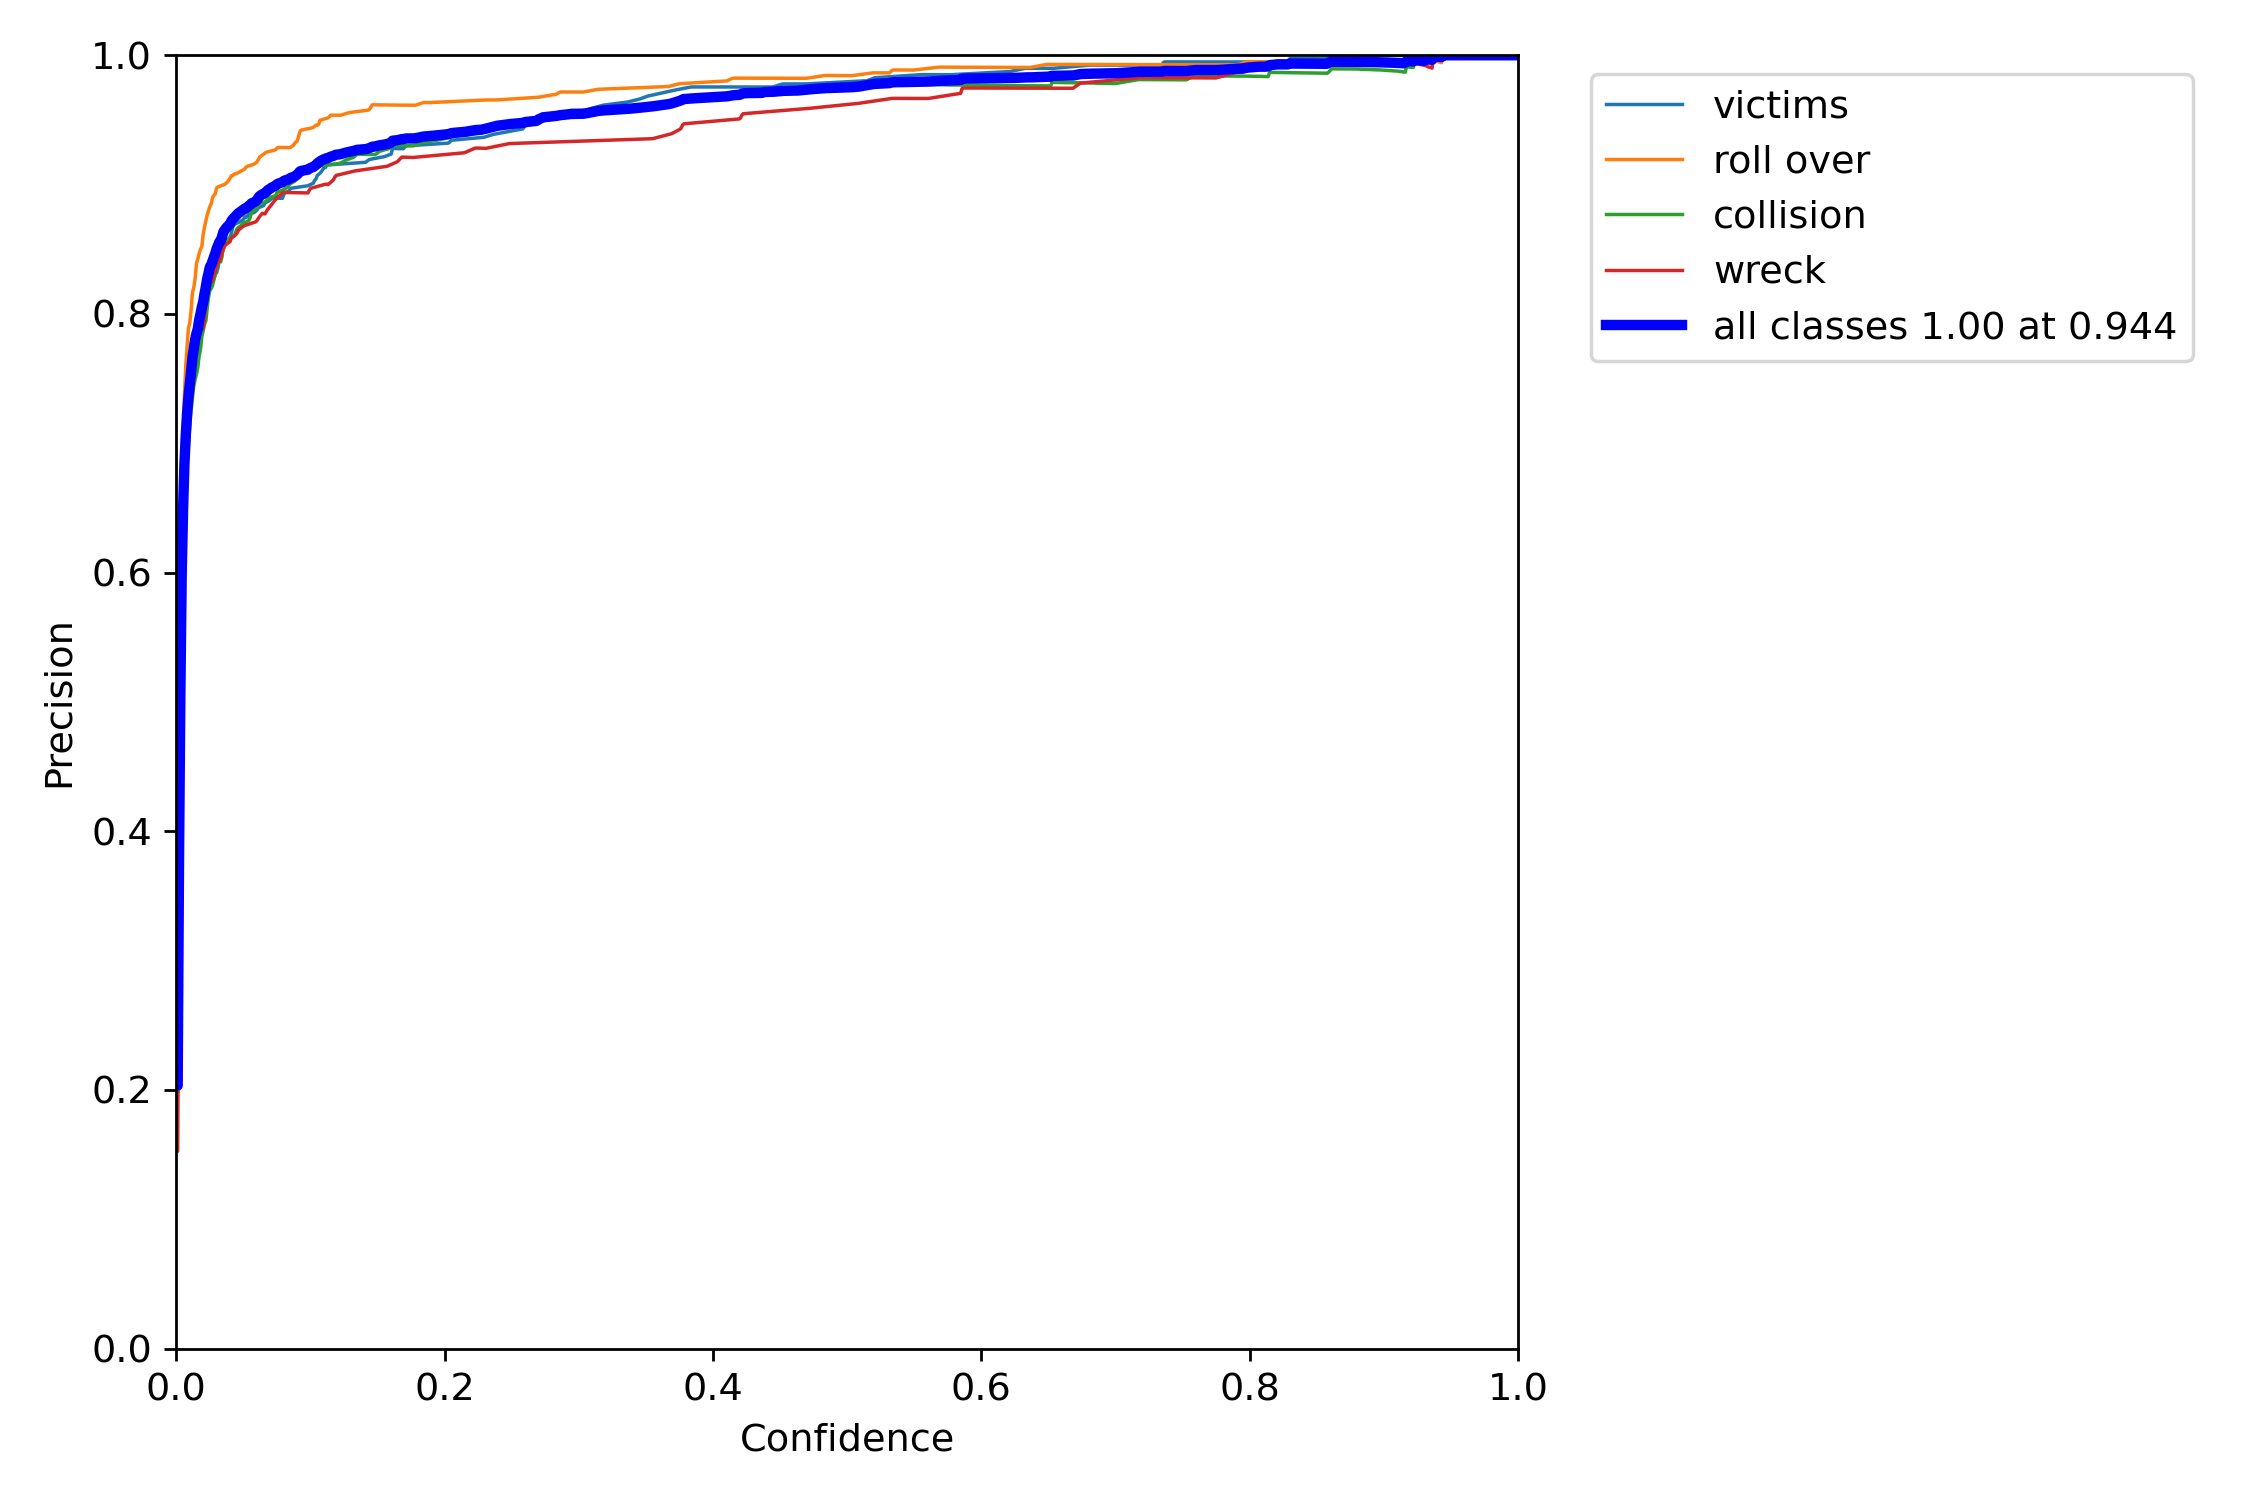 1.0
0.8
0.6
0.4
0.2
0.0
Precision
0.0 0.2 0.4 0.6 0.8 1.0
Confidence
victims
roll over
collision
wreck
all classes 1.00 at 0.944